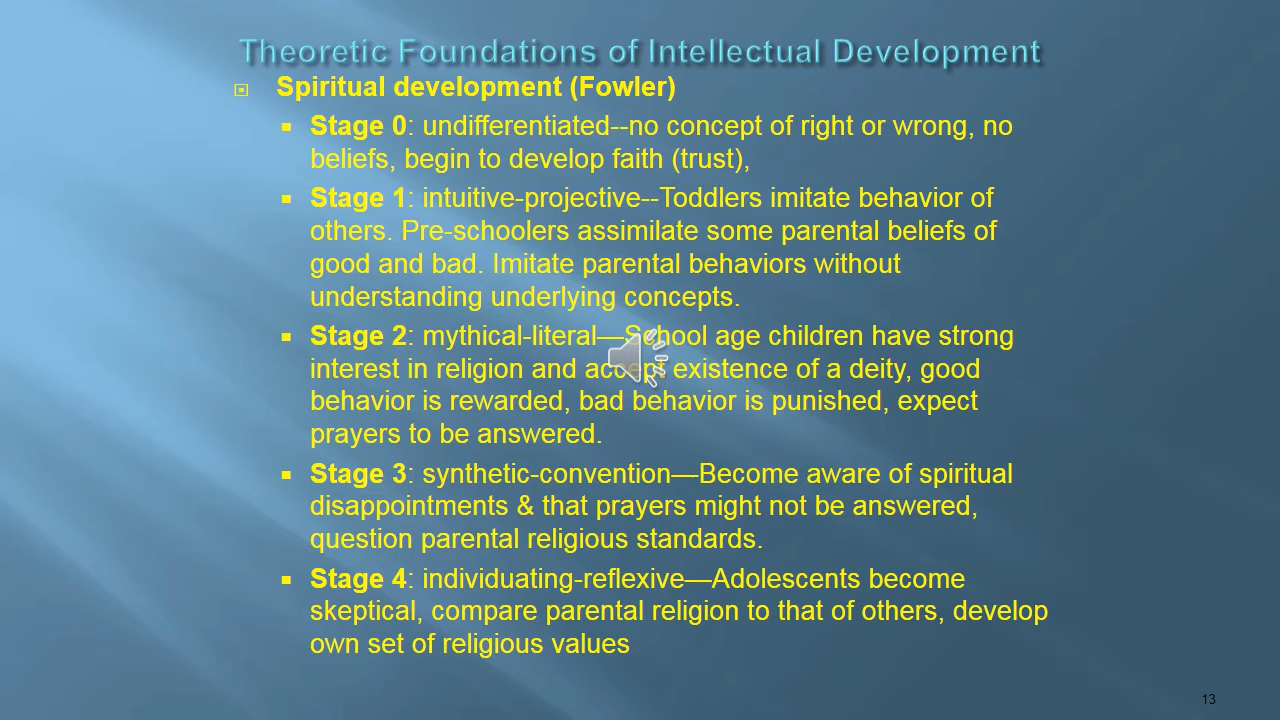 Theoretic Foundations of Intellectual Development
Spiritual development (Fowler)
Stage 0: undifferentiated--no concept of right or wrong, no
beliefs, begin to develop faith (trust),
Stage 1: intuitive-projective--Toddlers imitate behavior of
others. Pre-schoolers assimilate some parental beliefs of
good and bad. Imitate parental behaviors without
understanding underlying concepts.
Stage 2: mythical-literal—School age children have strong
interest in religion and accept existence of a deity, good
behavior is rewarded, bad behavior is punished, expect
prayers to be answered.
Stage 3: synthetic-convention—Become aware of spiritual
disappointments & that prayers might not be answered,
question parental religious standards.
Stage 4: individuating-reflexive—Adolescents become
skeptical, compare parental religion to that of others, develop
own set of religious values
13